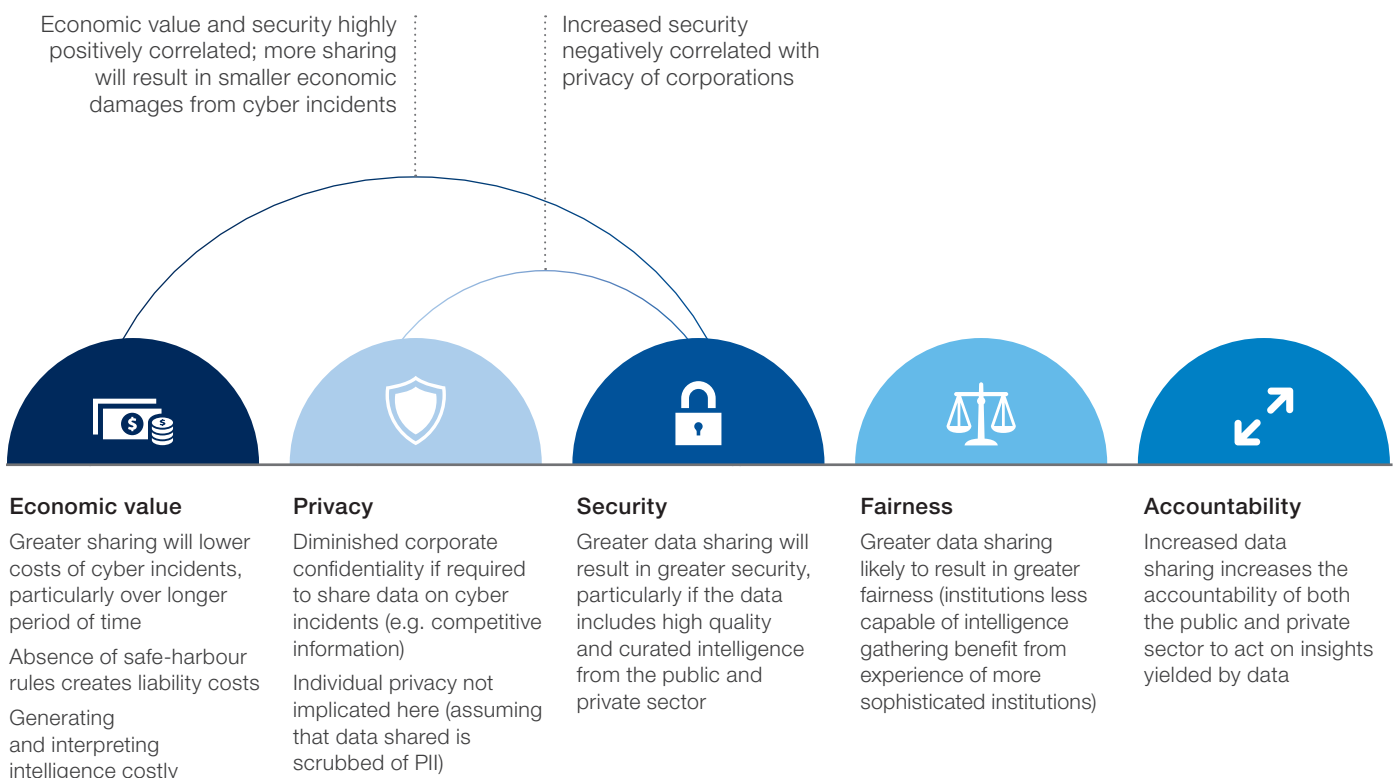 Economic value and security highly
positively correlated; more sharing
will result in smaller economic
damages from cyber incidents
Increased security
negatively correlated with
privacy of corporations
$
$
Economic value
Greater sharing will lower
costs of cyber incidents,
particularly over longer
period of time
Absence of safe-harbour
rules creates liability costs
Generating
and interpreting
intelligence costly
Privacy
Diminished corporate
confidentiality if required
to share data on cyber
incidents (e.g. competitive
information)
Individual privacy not
implicated here (assuming
that data shared is
scrubbed of PII)
Security
Greater data sharing will
result in greater security,
particularly if the data
includes high quality
and curated intelligence
from the public and
private sector
Fairness
Greater data sharing
likely to result in greater
fairness (institutions less
capable of intelligence
gathering benefit from
experience of more
sophisticated institutions)
Accountability
Increased data
sharing increases the
accountability of both
the public and private
sector to act on insights
yielded by data